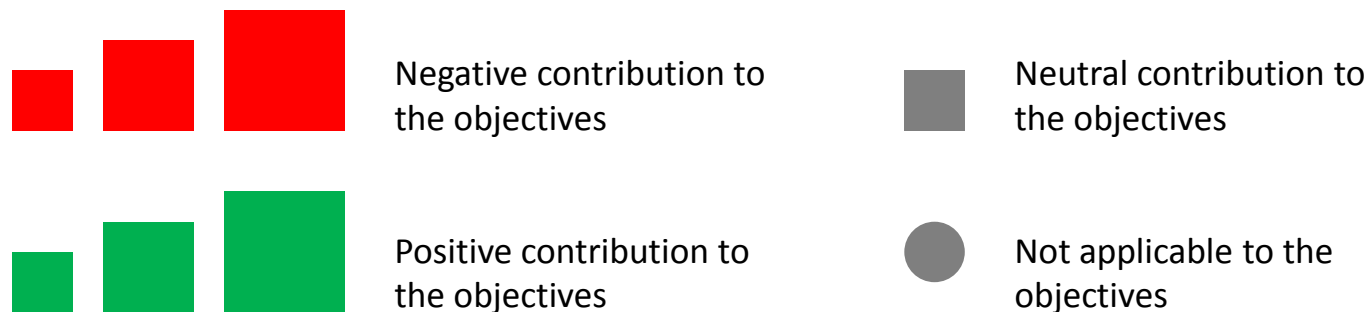 Negative contribution to
the objectives
Neutral contribution to
the objectives
Positive contribution to
the objectives
Not applicable to the
objectives